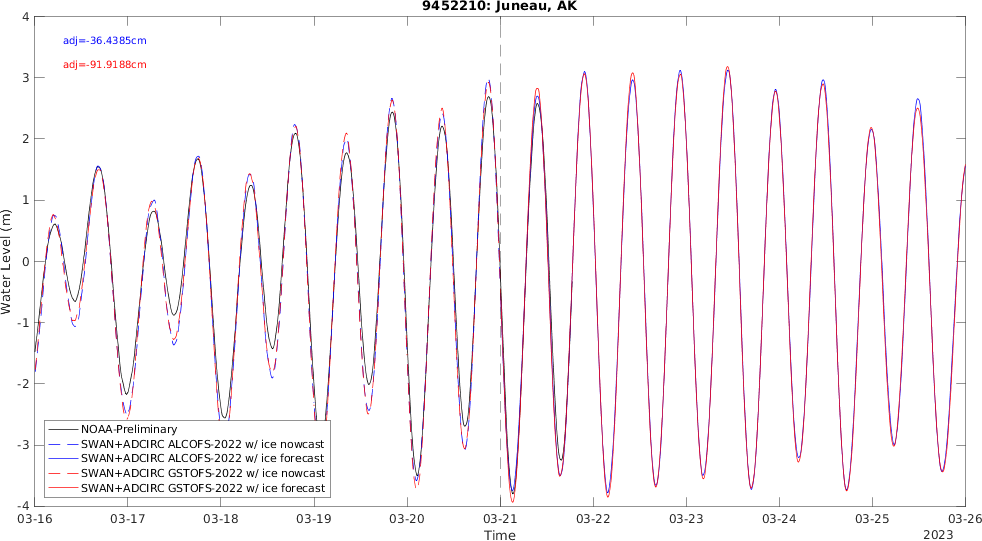 9452210: Juneau, AK
adj=-36.4385cm
adj=-91.9188cm
Water Level (m)
4
3
2
1
0
-1
-2
-3
-4
NOAA-Preliminary
SWAN+ADCIRC ALCOFS-2022 w/ ice nowcast
SWAN+ADCIRC ALCOFS-2022 w/ ice forecast
SWAN+ADCIRC GSTOFS-2022 w/ ice nowcast
SWAN+ADCIRC GSTOFS-2022 w/ ice forecast
03-16 03-17 03-18 03-19 03-20 03-21 03-22 03-23 03-24 03-25 03-26
Time
2023